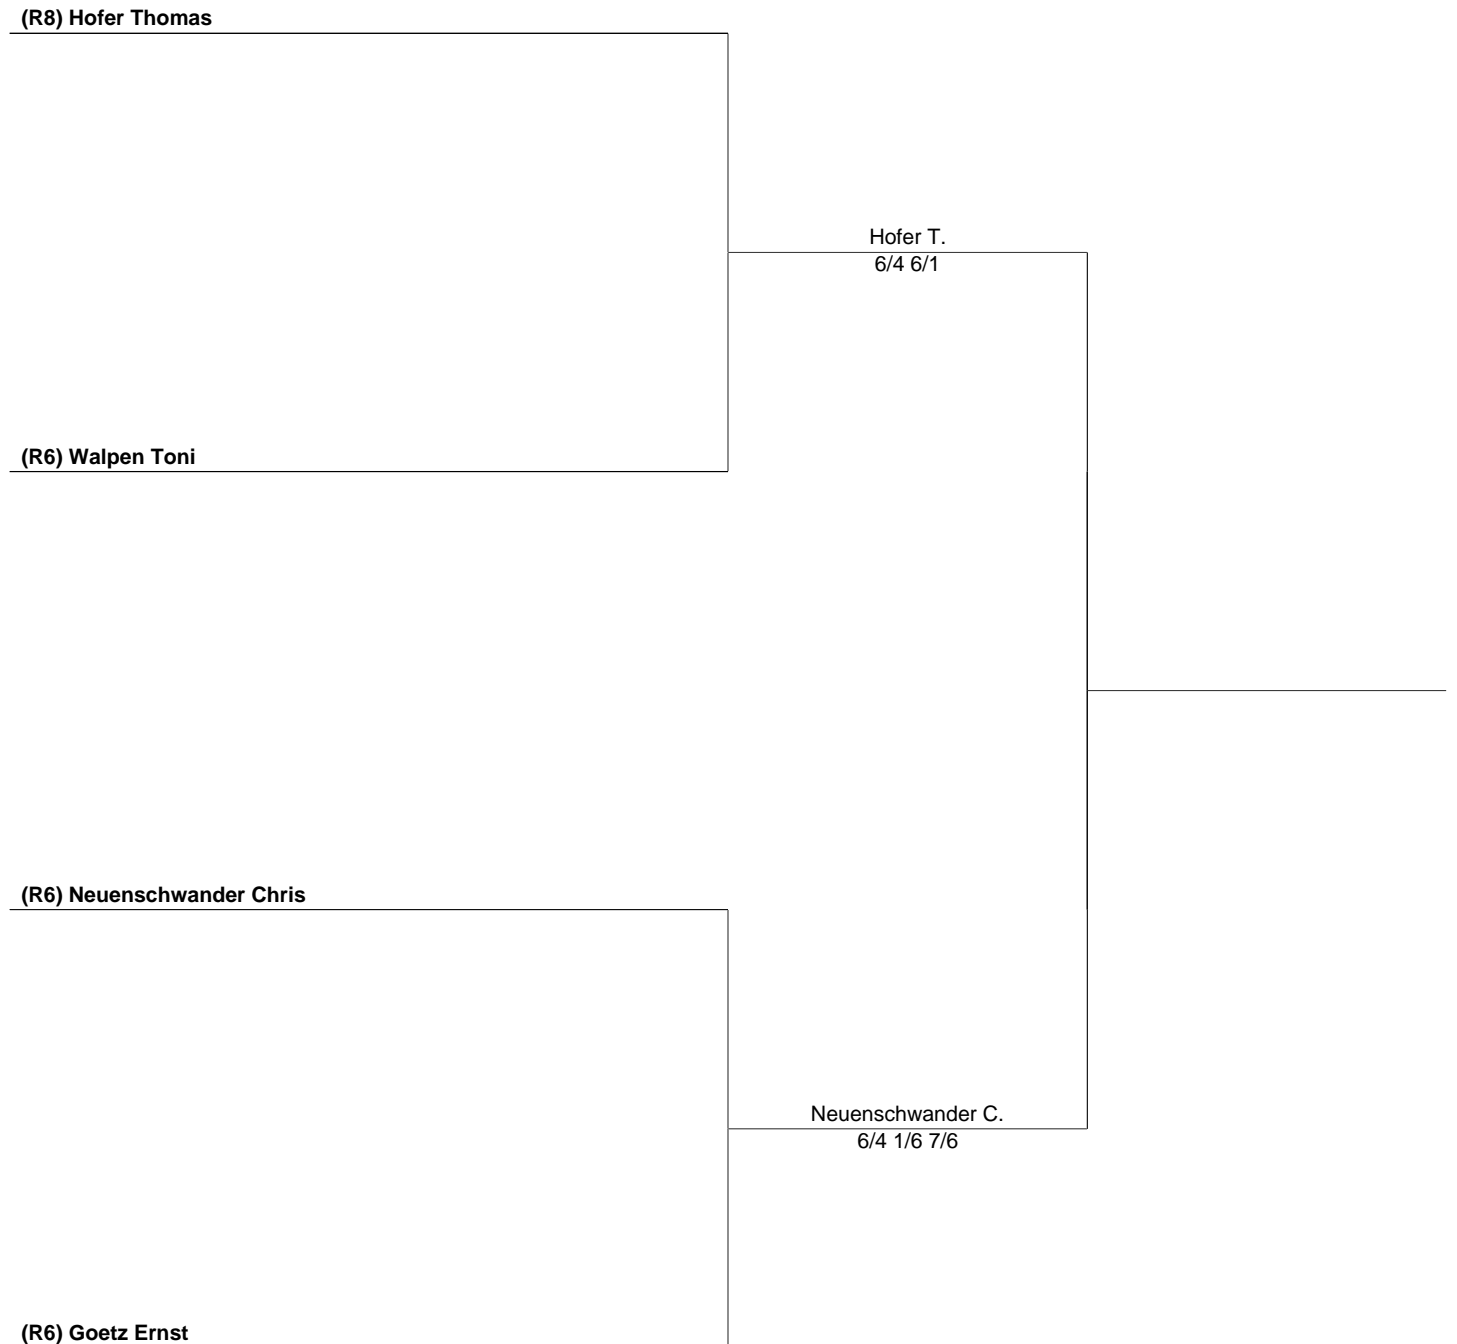 (R8) Hofer Thomas
Hofer T.
6/4 6/1
(R6) Walpen Toni
(R6) Neuenschwander Chris
Neuenschwander C.
6/4 1/6 7/6
(R6) Goetz Ernst